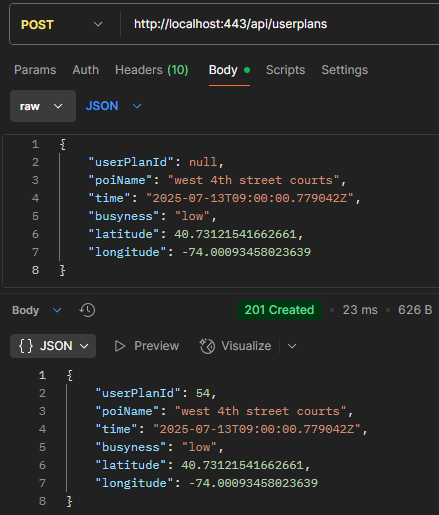 POST http://localhost:443/api/userplans
Params Auth Headers (10) Body Scripts Settings
raw JSON
1 {
2 "userPlanId": null,
3 "poiName": "west 4th street courts",
4 "time": "2025-07-13T09:00:00.779042Z",
5 "busyness": "low",
6 "latitude": 40.73121541662661,
7 "longitude": -74.00093458023639
8 }
Body 201 Created 23 ms 626 B
{} JSON Preview Visualize
1 {
2 "userPlanId": 54,
3 "poiName": "west 4th street courts",
4 "time": "2025-07-13T09:00:00.779042Z",
5 "busyness": "low",
6 "latitude": 40.73121541662661,
7 "longitude": -74.00093458023639
8 }